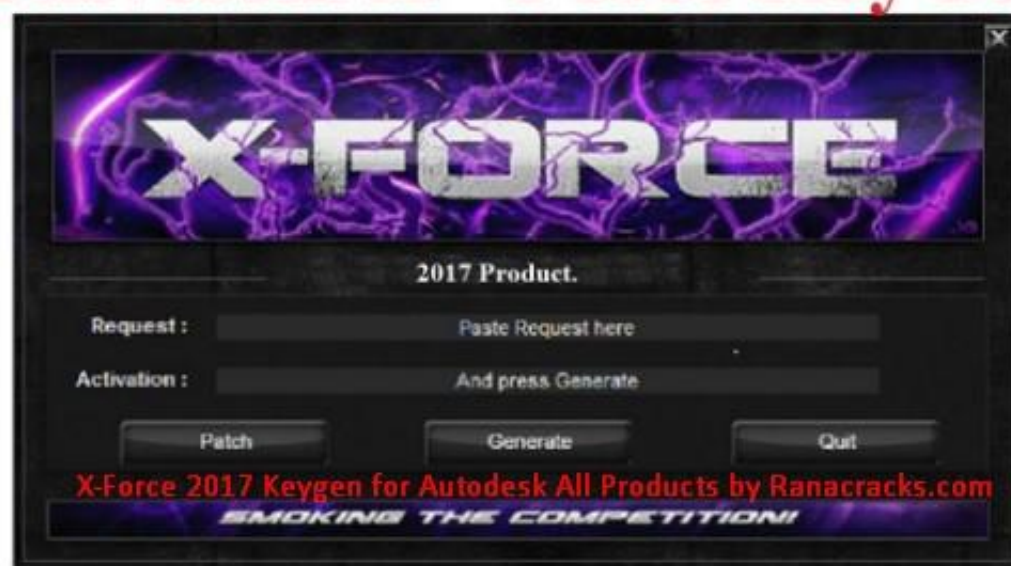 X-FORCE
2017 Product.
Request :
Paste Request here
Activation :
And press Generate
Patch
Generate
Quit
X-Force 2017 Keygen for Autodesk All Products by Ranacracks.com
SMOKING THE COMPETITION!